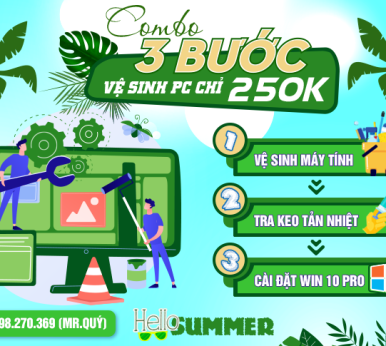 Combo
3 BƯỚC
VỆ SINH PC CHỈ 250K
1
VỆ SINH MÁY TÍNH
2
TRA KEO TẢN NHIỆT
3
CÀI ĐẶT WIN 10 PRO
98.270.369 (MR.QUÝ)
Hello SUMMER